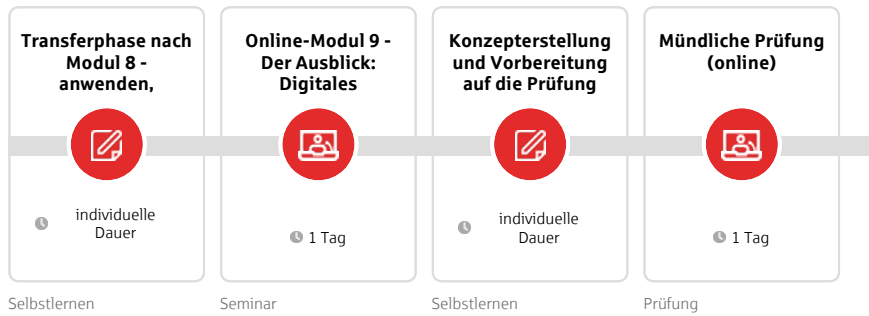 Transferphase nach
Modul 8 -
anwenden,
individuelle
Dauer
Selbstlernen
Online-Modul 9 -
Der Ausblick:
Digitales
1 Tag
Seminar
Konzepterstellung
und Vorbereitung
auf die Prüfung
individuelle
Dauer
Selbstlernen
Mündliche Prüfung
(online)
1 Tag
Prüfung